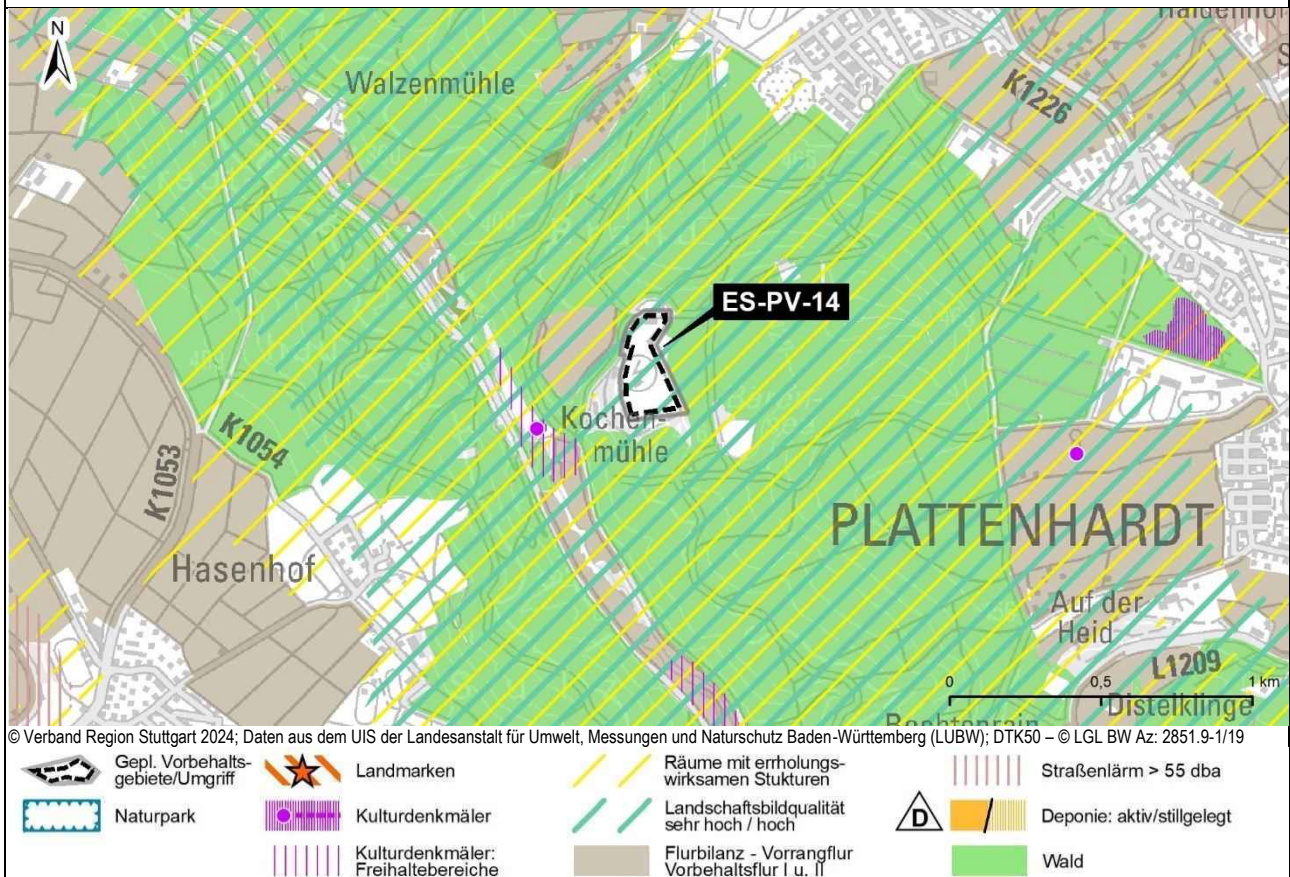 Haldenhof
N
Walzenmühle
K1226
ES-PV-14
Kochen-
mühle
K1054
K1053
PLATTENHARDT
Hasenhof
Auf der
Heid
L1209
0 0,5 1 km
Distelklinge
© Verband Region Stuttgart 2024; Daten aus dem UIS der Landesanstalt für Umwelt, Messungen und Naturschutz Baden-Württemberg (LUBW); DTK50 – © LGL BW Az: 2851.9-1/19
Gepl. Vorbehalts-
gebiete/Umgriff
Naturpark
Landmarken
Kulturdenkmäler
Kulturdenkmäler:
Freihaltebereiche
Räume mit errholungs-
wirksamen Stukturen
Landschaftsbildqualität
sehr hoch / hoch
Flurbilanz - Vorrangflur
Vorbehaltsflur I u. II
Straßenlärm > 55 dba
D
Deponie: aktiv/stillgelegt
Wald